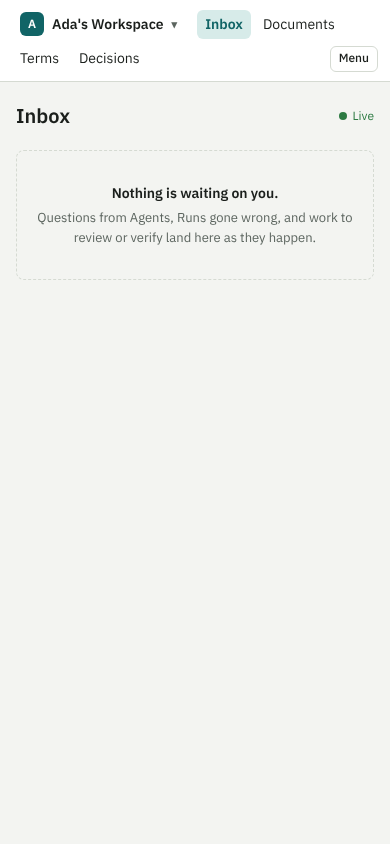 A Ada's Workspace ▾ Inbox Documents
Terms Decisions Menu
Inbox Live
Nothing is waiting on you.
Questions from Agents, Runs gone wrong, and work to
review or verify land here as they happen.